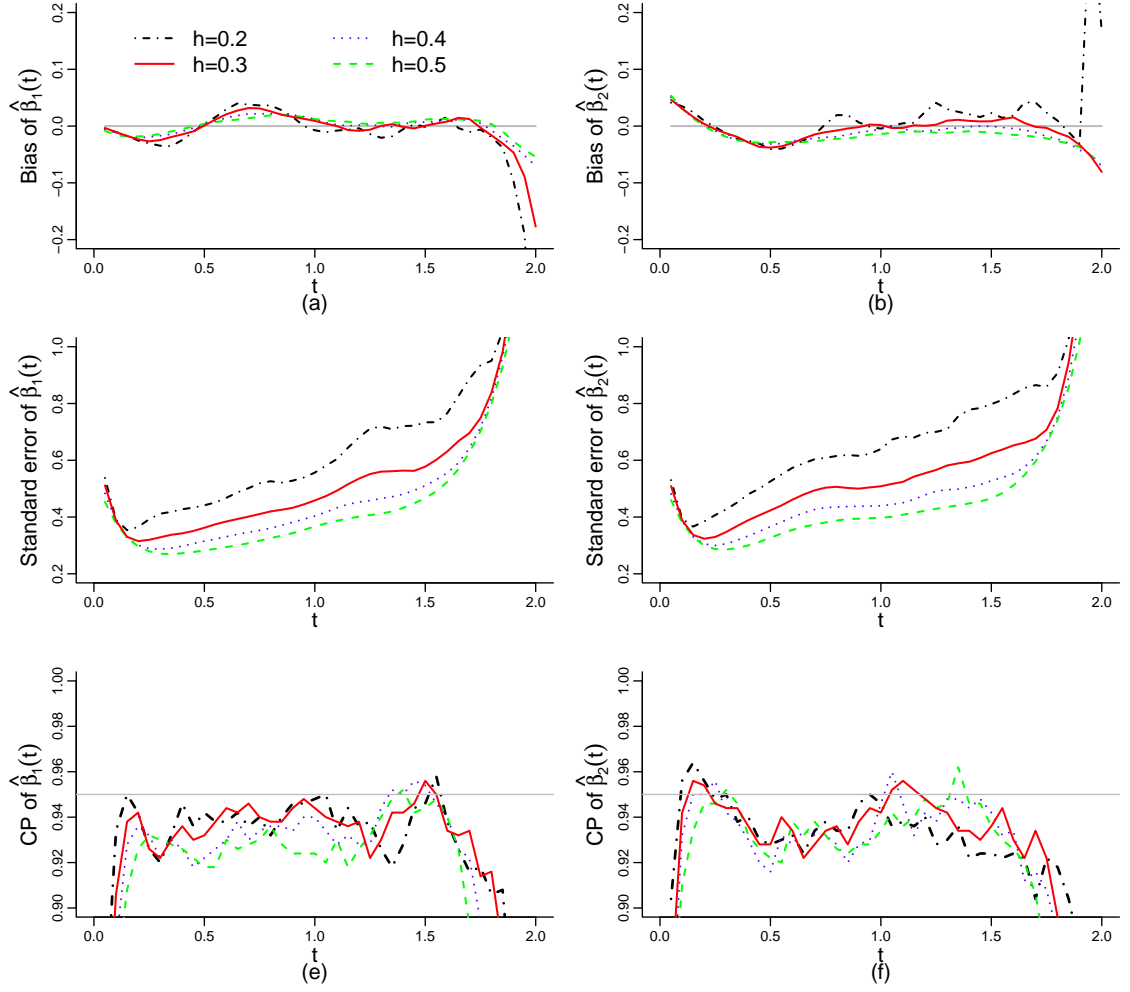 0.2
0.1
0.0
−0.1
−0.2
Bias of β̂₁(t)
h=0.2
h=0.3
h=0.4
h=0.5
0.0 0.5 1.0 1.5 2.0
t
(a)
0.2
0.1
0.0
−0.1
−0.2
Bias of β̂₂(t)
0.0 0.5 1.0 1.5 2.0
t
(b)
1.0
0.8
0.6
0.4
0.2
Standard error of β̂₁(t)
0.0 0.5 1.0 1.5 2.0
t
1.0
0.8
0.6
0.4
0.2
Standard error of β̂₂(t)
0.0 0.5 1.0 1.5 2.0
t
1.00
0.98
0.96
0.94
0.92
0.90
CP of β̂₁(t)
0.0 0.5 1.0 1.5 2.0
t
(e)
1.00
0.98
0.96
0.94
0.92
0.90
CP of β̂₂(t)
0.0 0.5 1.0 1.5 2.0
t
(f)